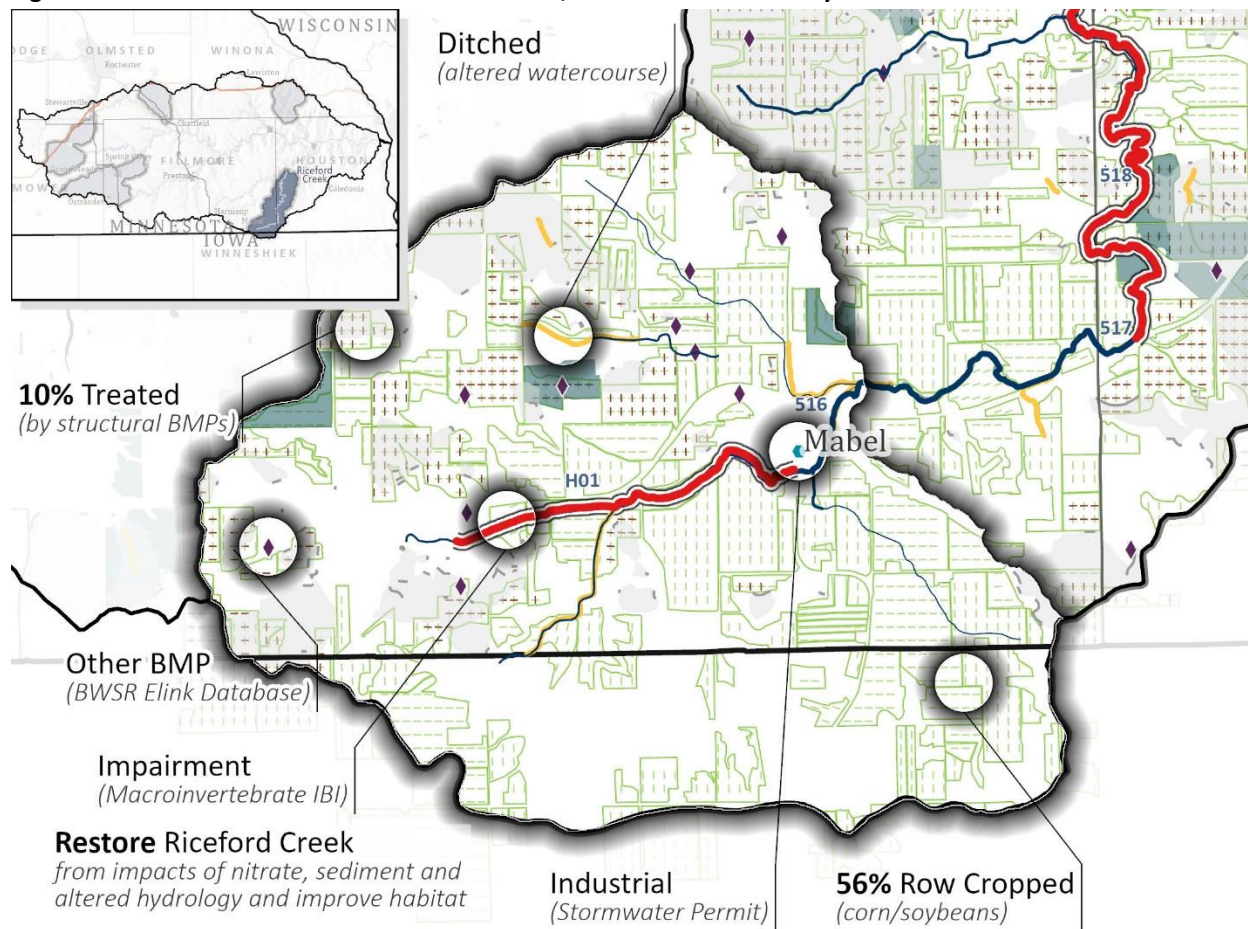 WISCONSIN
ODGE
OLMSTED
Rochester
WINONA
Lewiston
Stewartville
Chatfield
Spring Valley
FILLMORE
HOUSTON
Riceford
Creek
Preston
Caledonia
MOWE
Ostrander
Harmony
MINNESOTA
IOWA
WINNESHIEK
Ditched
(altered watercourse)
518
517
10% Treated
(by structural BMPs)
516
Mabel
H01
Other BMP
(BWSR Elink Database)
Impairment
(Macroinvertebrate IBI)
Restore Riceford Creek
from impacts of nitrate, sediment and
altered hydrology and improve habitat
Industrial
(Stormwater Permit)
56% Row Cropped
(corn/soybeans)